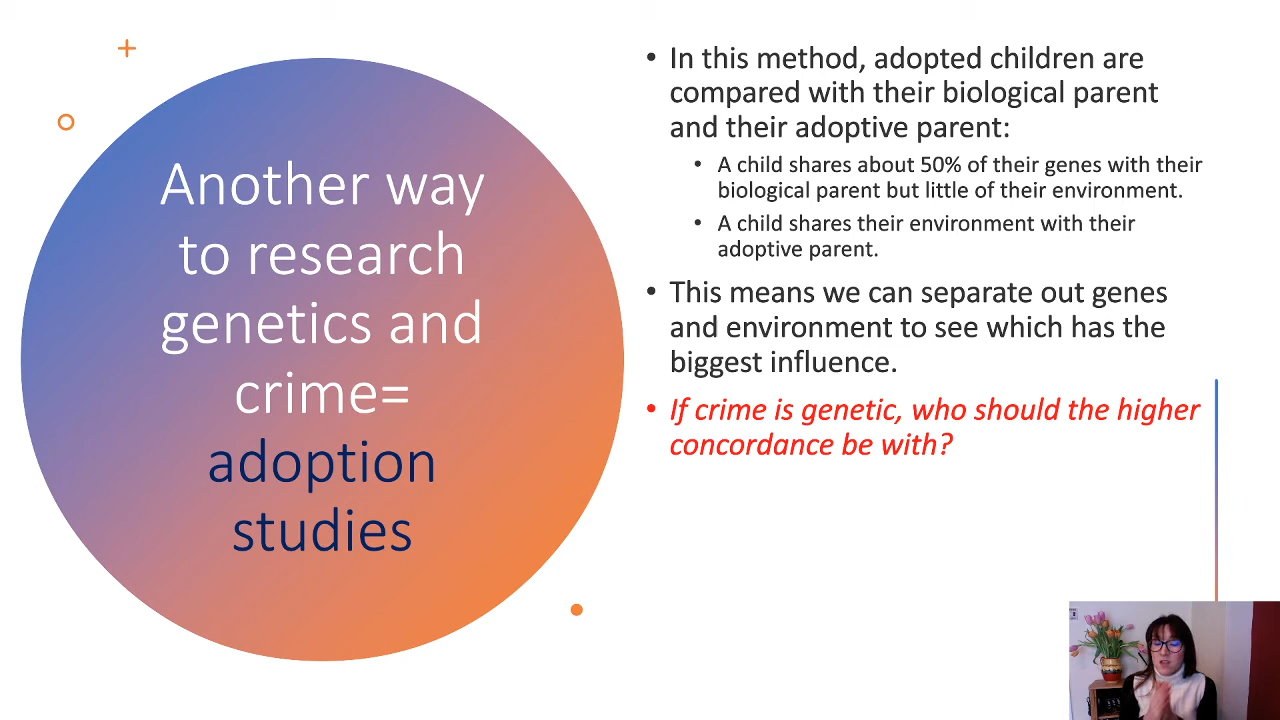 Another way
to research
genetics and
crime=
adoption
studies
• In this method, adopted children are
compared with their biological parent
and their adoptive parent:
• A child shares about 50% of their genes with their
biological parent but little of their environment.
• A child shares their environment with their
adoptive parent.
• This means we can separate out genes
and environment to see which has the
biggest influence.
• If crime is genetic, who should the higher
concordance be with?